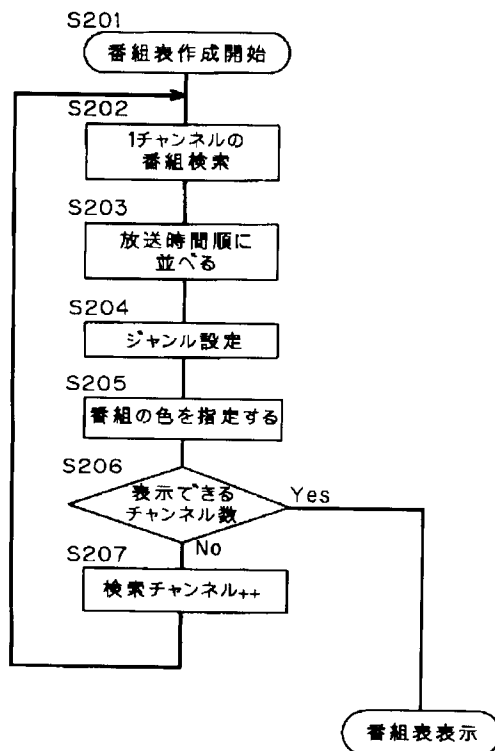 S201
番組表作成開始
S202
1チャンネルの
番組検索
S203
放送時間順に
並べる
S204
ジャンル設定
S205
番組の色を指定する
S206
表示できる
チャンネル数
Yes
No
S207
検索チャンネル++
番組表表示